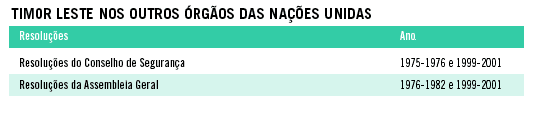 TIMOR LESTE NOS OUTROS ÓRGÃOS DAS NAÇÕES UNIDAS
Resoluções Ano
Resoluções do Conselho de Segurança 1975-1976 e 1999-2001
Resoluções da Assembleia Geral 1976-1982 e 1999-2001